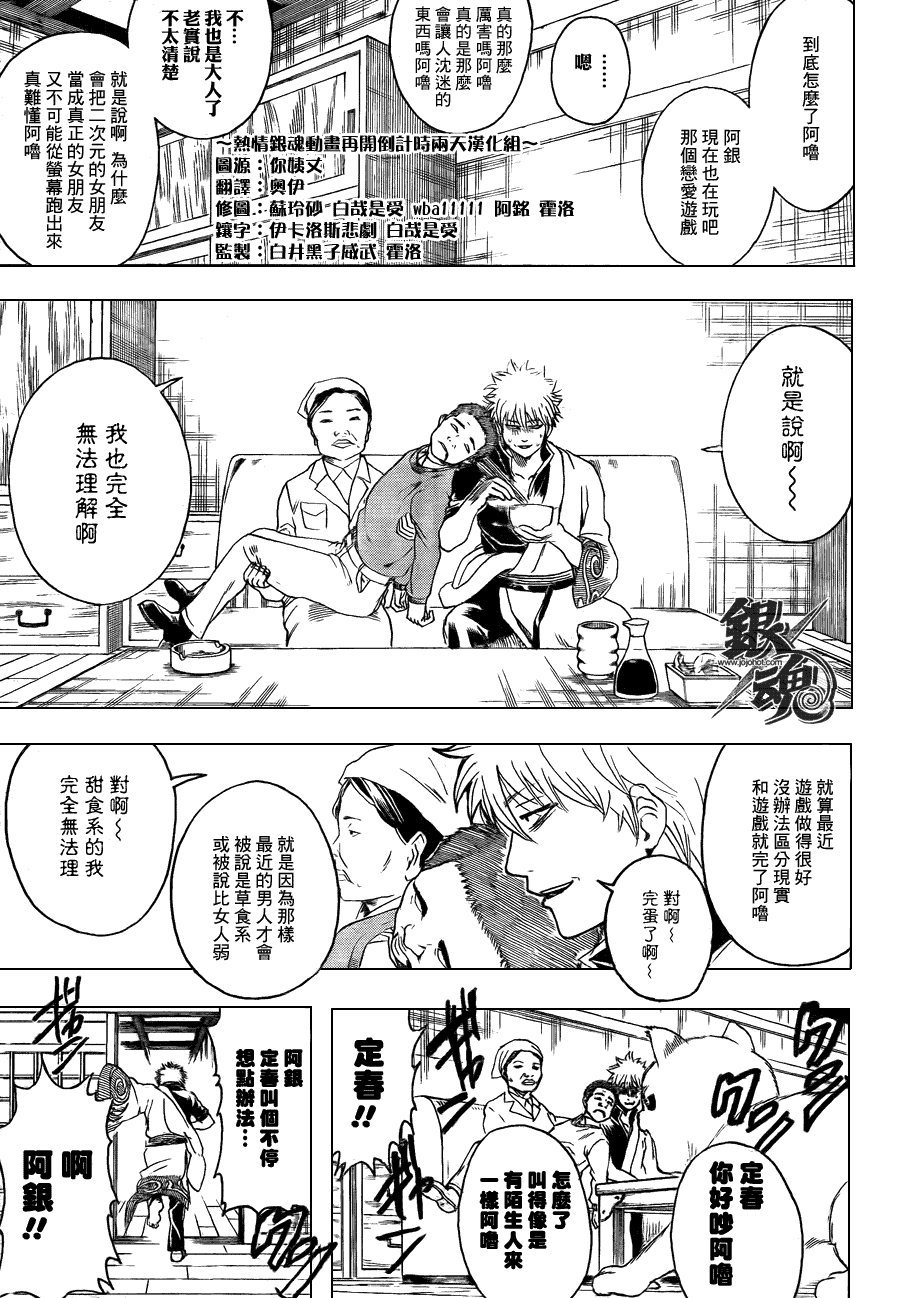 到底怎麼了阿嚕
阿銀
現在也在玩吧
那個戀愛遊戲
嗯……
真的那麼
厲害嗎阿嚕
真的是那麼
會讓人沈迷的
東西嗎阿嚕
不…
我也是大人了
老實說
不太清楚
就是說啊 為什麼
會把二次元的女朋友
當成真正的女朋友
又不可能從螢幕跑出來
真難懂阿嚕
～熱情銀魂動畫再開倒計時兩天漢化組～
圖源：你姨丈
翻譯：奧伊
修圖：蘇玲砂 白哉是受 wba11111 阿銘 霍洛
鑲字：伊卡洛斯悲劇 白哉是受
監製：白井黑子威武 霍洛
就是說啊～
我也完全
無法理解啊
銀魂
www.jojohot.com
就算最近
遊戲做得很好
沒辦法區分現實
和遊戲就完了阿嚕
對啊～
完蛋了啊～
就是因為那樣
最近的男人才會
被說是草食系
或被說比女人弱
對啊～
甜食系的我
完全無法理
定春
你好吵阿嚕
怎麼了
叫得像是
有陌生人來
一樣阿嚕
定春!!
阿銀
定春叫個不停
想點辦法…
啊
阿銀!!